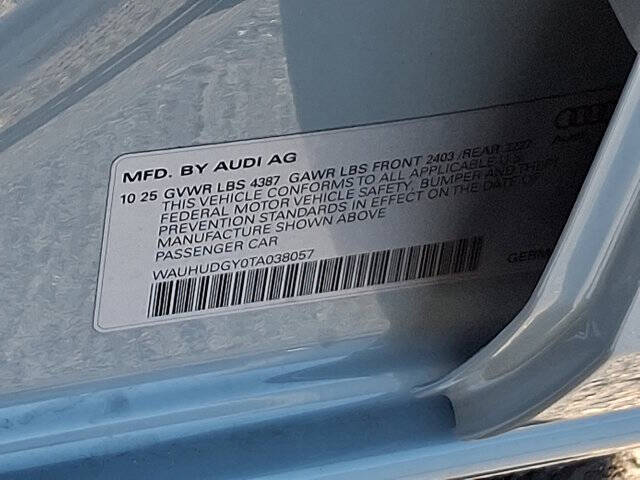 MFD. BY AUDI AG
10 25 GVWR LBS 4387 GAWR LBS FRONT 2403 /REAR
THIS VEHICLE CONFORMS TO ALL APPLICABLE U.S.
FEDERAL MOTOR VEHICLE SAFETY, BUMPER AND THEFT
PREVENTION STANDARDS IN EFFECT ON THE DATE OF
MANUFACTURE SHOWN ABOVE
PASSENGER CAR
WAUHUDGY0TA038057